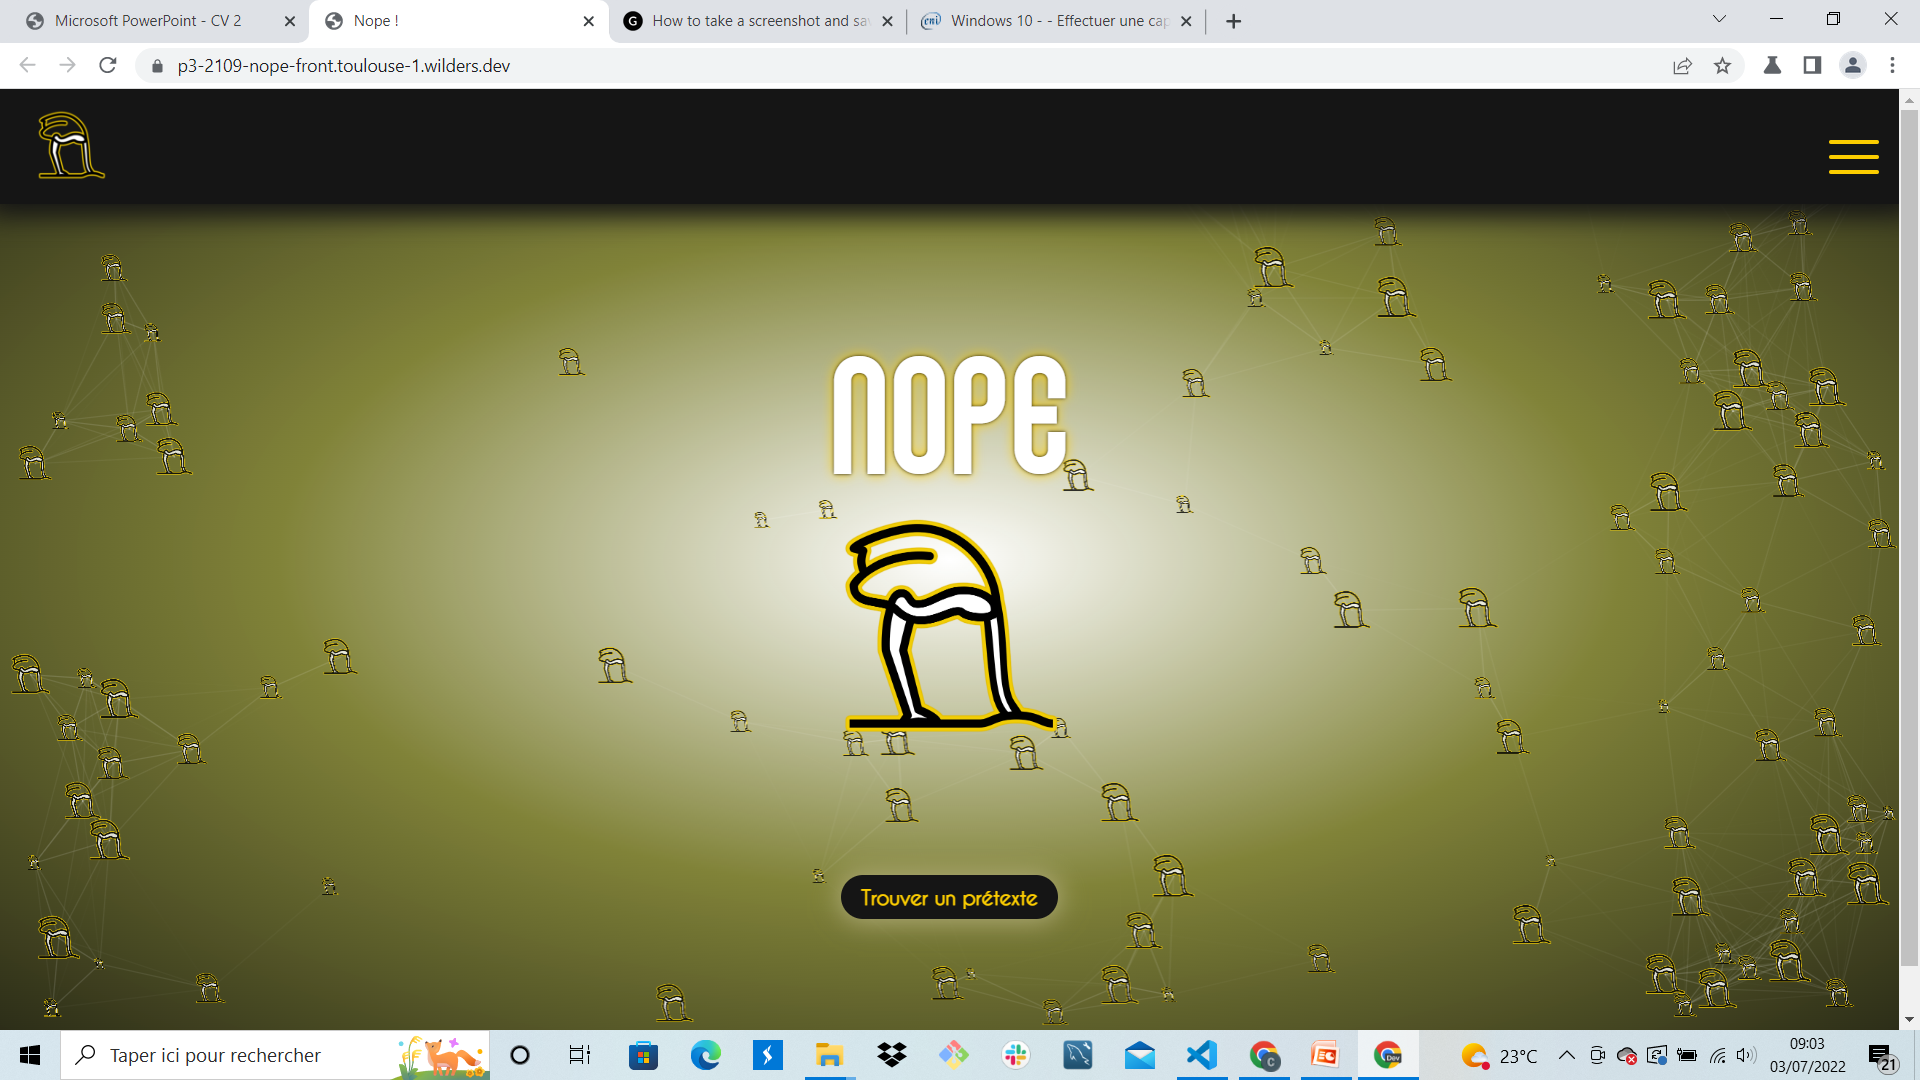 Microsoft PowerPoint - CV 2
Nope !
How to take a screenshot and sav
Windows 10 - - Effectuer une cap
p3-2109-nope-front.toulouse-1.wilders.dev
NOPE
Trouver un prétexte
Taper ici pour rechercher
Dev
23°C
09:03
03/07/2022
21